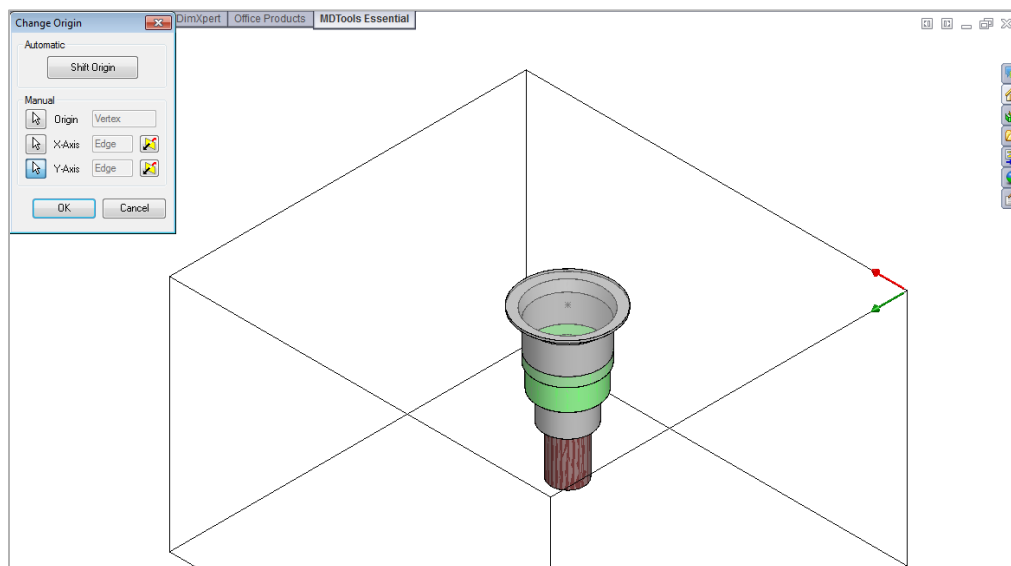 Change Origin
DimXpert Office Products MDTools Essential
Automatic
Shift Origin
Manual
Origin Vertex
X-Axis Edge
Y-Axis Edge
OK Cancel